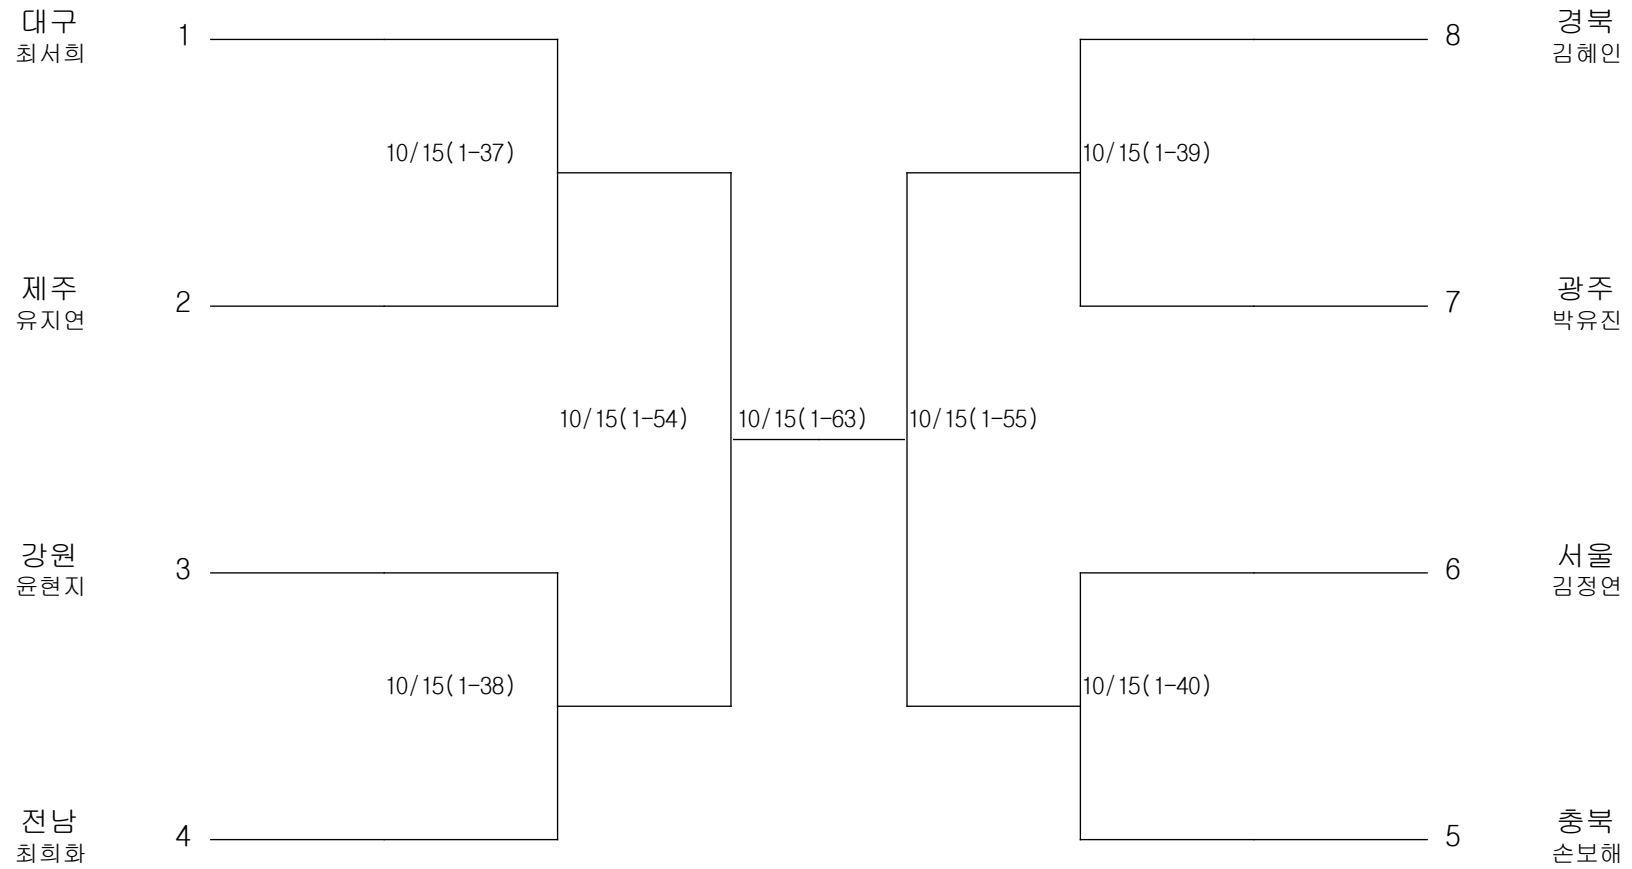 대구
최서희
1
8
경북
김혜인
10/15(1-37)
10/15(1-39)
제주
유지연
2
7
광주
박유진
10/15(1-54)
10/15(1-63)
10/15(1-55)
강원
윤현지
3
6
서울
김정연
10/15(1-38)
10/15(1-40)
전남
최희화
4
5
충북
손보해